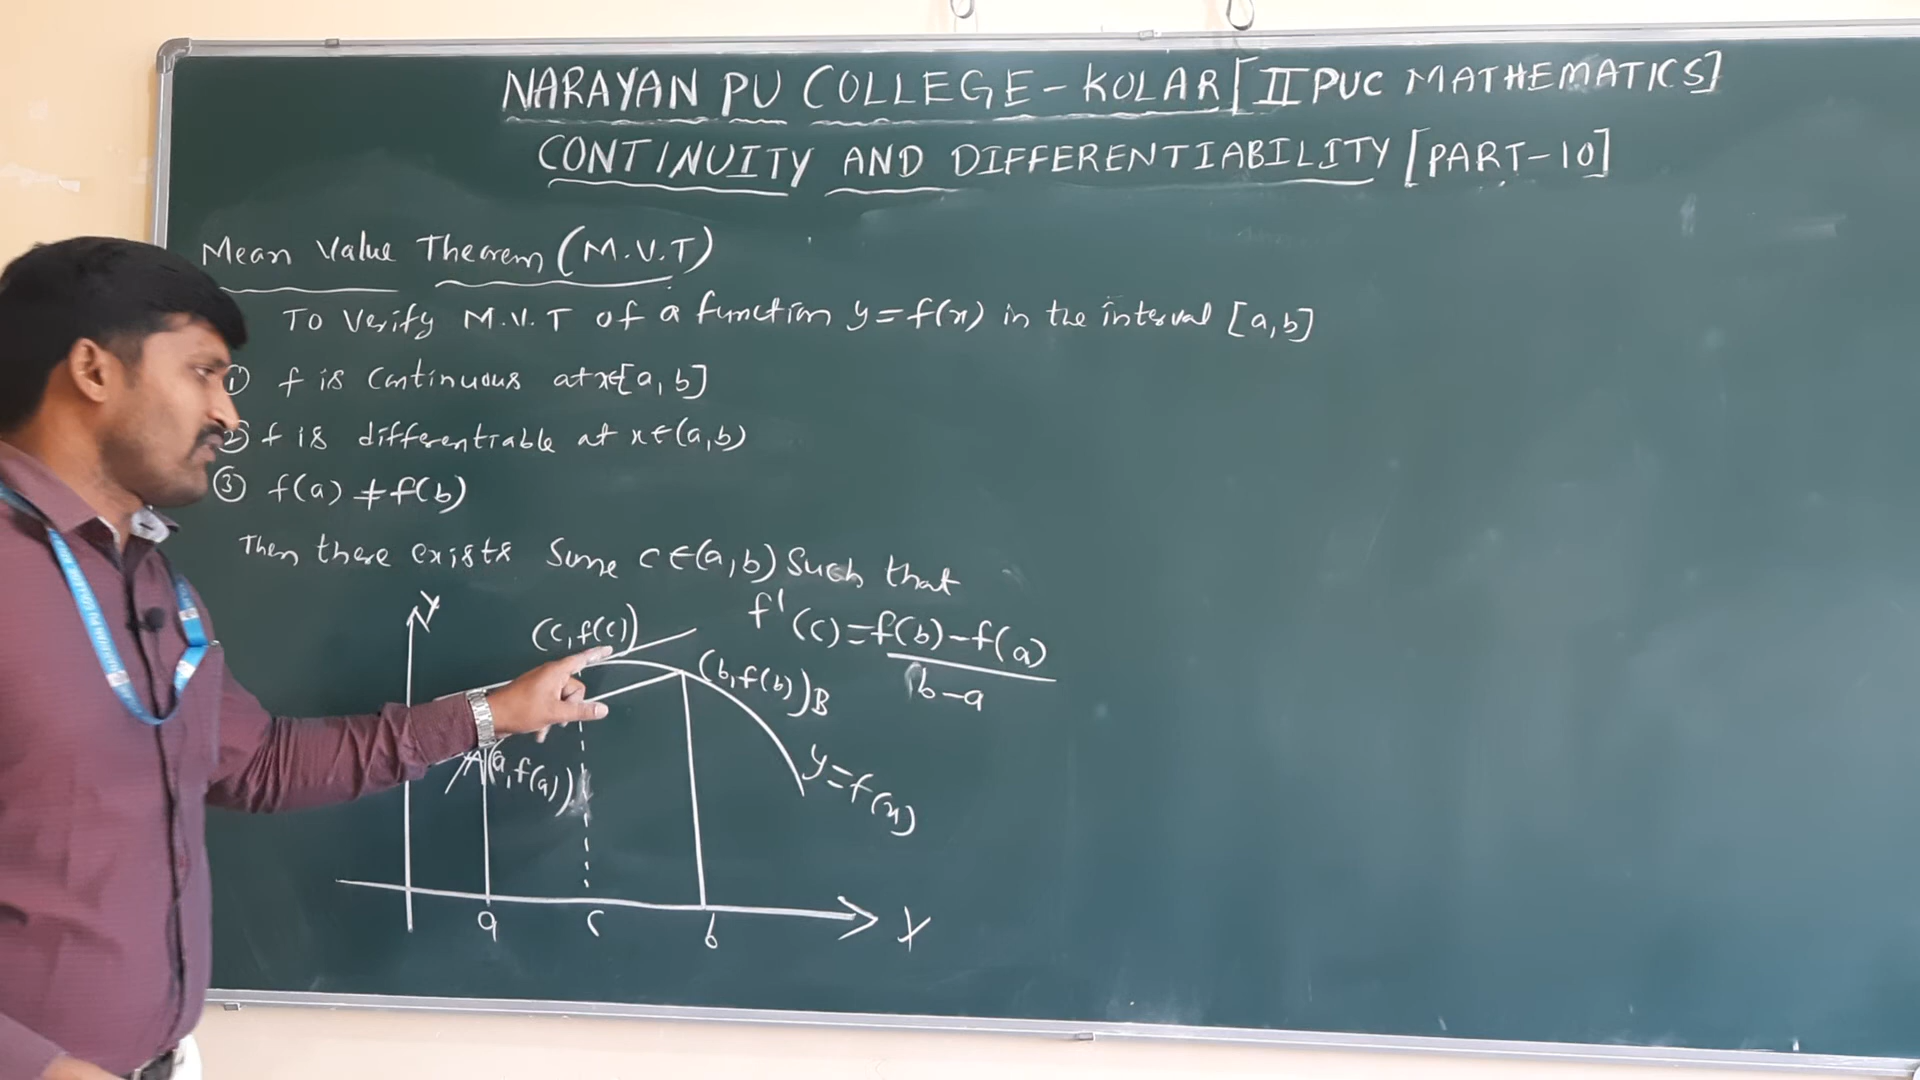 NARAYAN PU COLLEGE - KOLAR [II PUC MATHEMATICS]
CONTINUITY AND DIFFERENTIABILITY [PART-10]
Mean Value Theorem (M.V.T)
To Verify M.V.T of a function y=f(x) in the interval [a,b]
① f is continuous at x∈[a,b]
② f is differentiable at x∈(a,b)
③ f(a) ≠ f(b)
Then there exists Some c∈(a,b) Such that
f'(c) = f(b)-f(a)
b-a
Y
(c,f(c))
(b,f(b)) B
A(a,f(a))
y=f(x)
a c b X